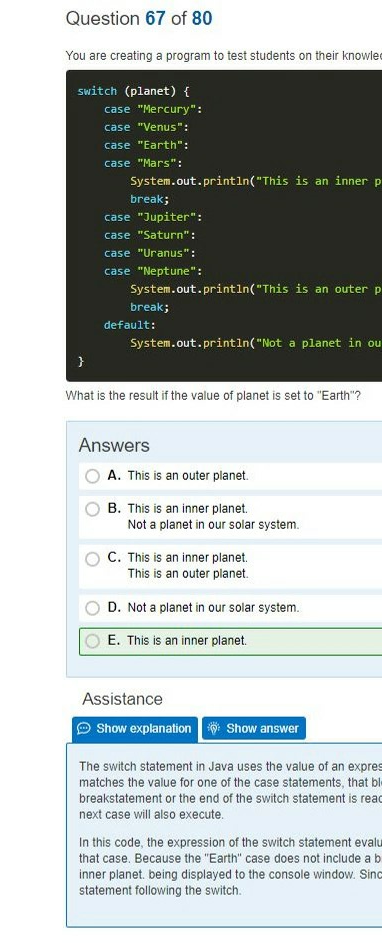 Question 67 of 80
You are creating a program to test students on their
switch (planet) {
case "Mercury":
case "Venus":
case "Earth":
case "Mars":
System.out.println("This is an inner
break;
case "Jupiter":
case "Saturn":
case "Uranus":
case "Neptune":
System.out.println("This is an outer
break;
default:
System.out.println("Not a planet in
}
What is the result if the value of planet is set to "Earth"?
Answers
A. This is an outer planet.
B. This is an inner planet.
Not a planet in our solar system.
C. This is an inner planet.
This is an outer planet.
D. Not a planet in our solar system.
E. This is an inner planet.
Assistance
Show explanation Show answer
The switch statement in Java uses the value of an
matches the value for one of the case statements, that
breakstatement or the end of the switch statement is
next case will also execute.
In this code, the expression of the switch statement
that case. Because the "Earth" case does not include a
inner planet. being displayed to the console window.
statement following the switch.